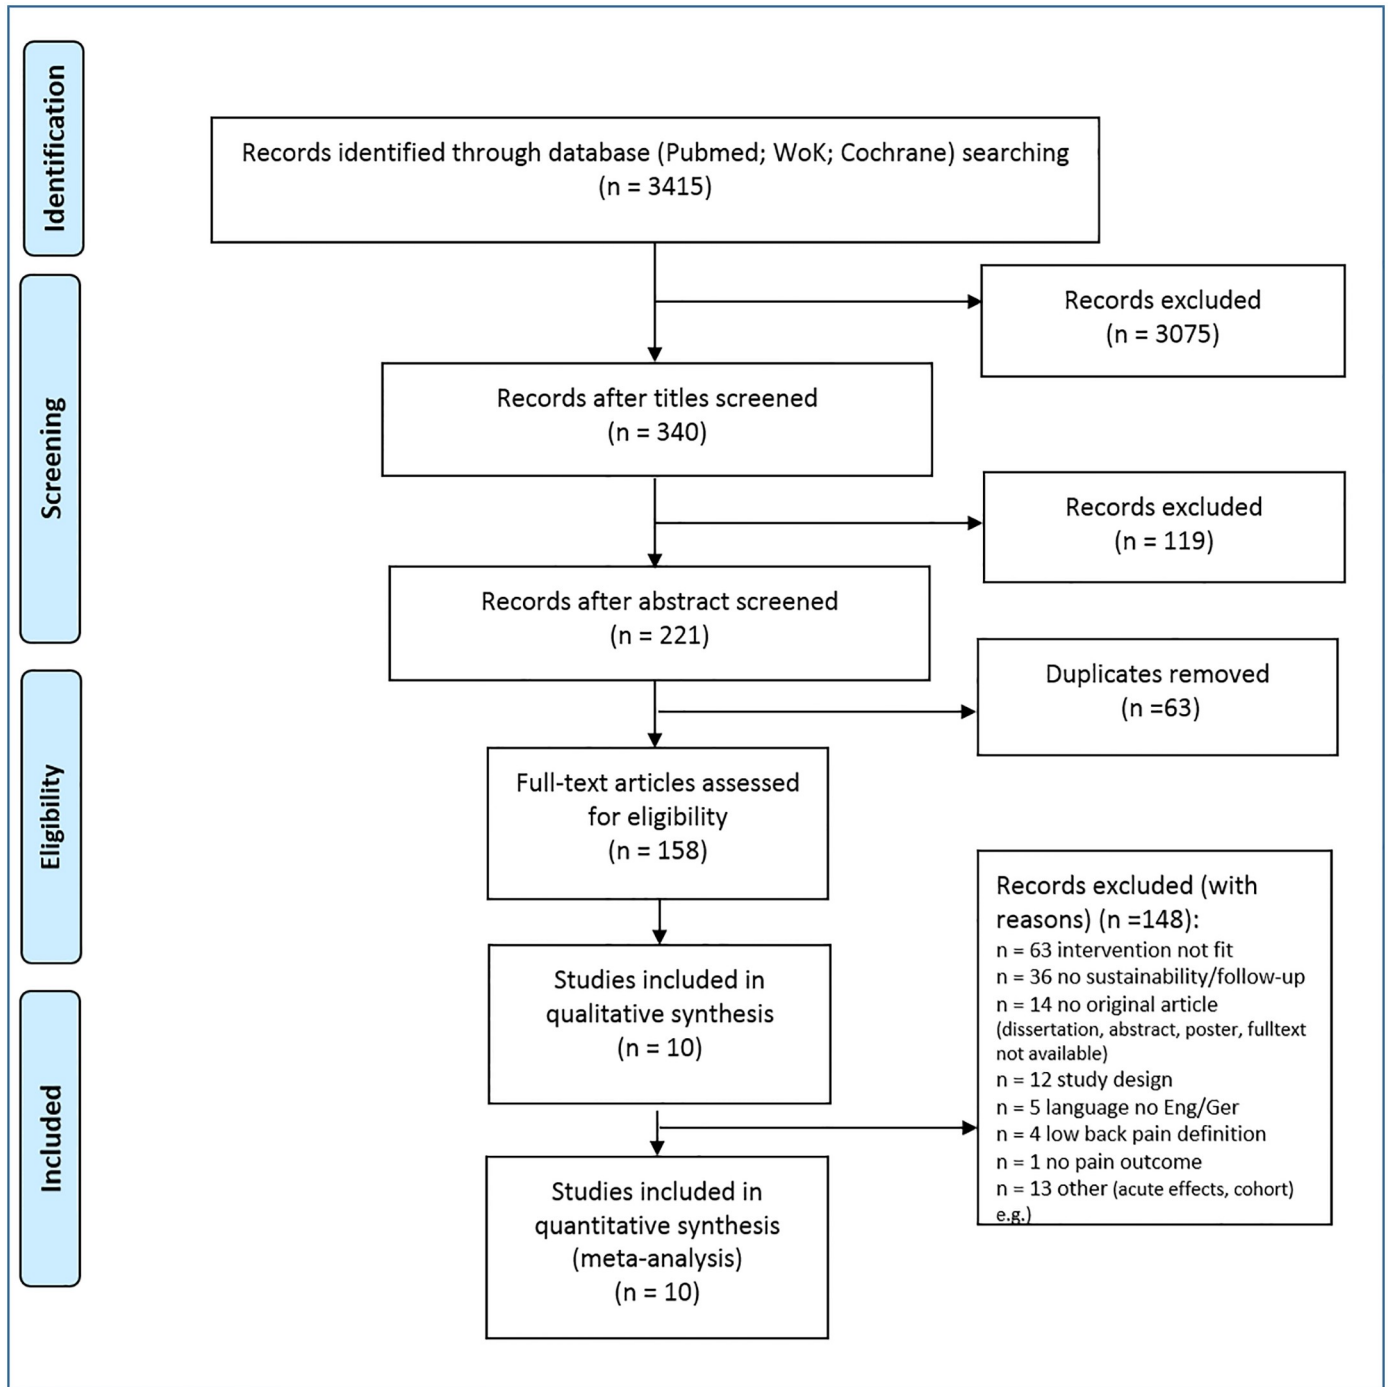 Identification
Records identified through database (Pubmed; WoK; Cochrane) searching
(n = 3415)
Records excluded
(n = 3075)
Screening
Records after titles screened
(n = 340)
Records excluded
(n = 119)
Records after abstract screened
(n = 221)
Duplicates removed
(n =63)
Eligibility
Full-text articles assessed
for eligibility
(n = 158)
Records excluded (with
reasons) (n =148):
n = 63 intervention not fit
n = 36 no sustainability/follow-up
n = 14 no original article
(dissertation, abstract, poster, fulltext
not available)
n = 12 study design
n = 5 language no Eng/Ger
n = 4 low back pain definition
n = 1 no pain outcome
n = 13 other (acute effects, cohort)
e.g.)
Studies included in
qualitative synthesis
(n = 10)
Included
Studies included in
quantitative synthesis
(meta-analysis)
(n = 10)